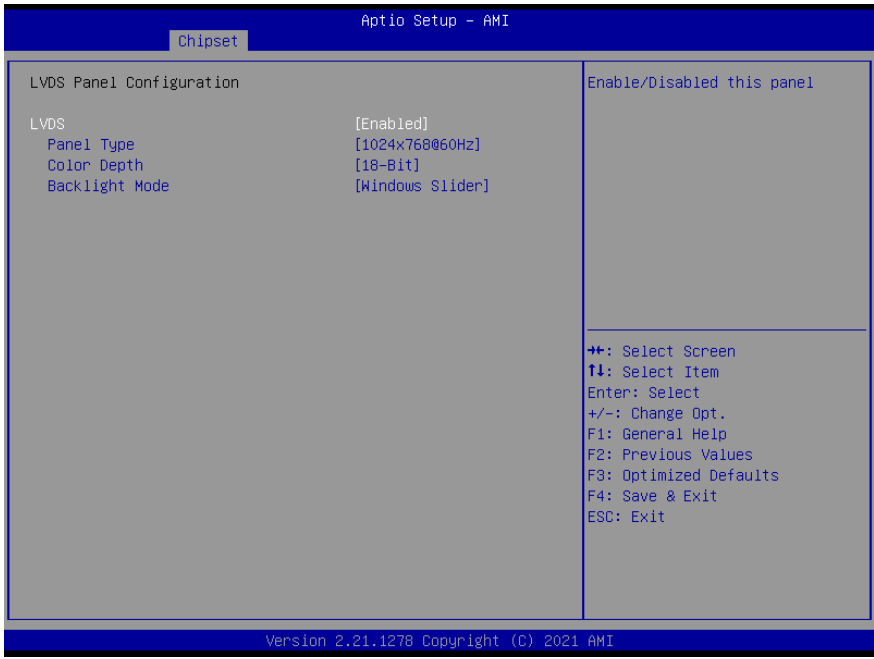 Aptio Setup – AMI
Chipset
LVDS Panel Configuration
LVDS [Enabled]
Panel Type [1024x768@60Hz]
Color Depth [18-Bit]
Backlight Mode [Windows Slider]
Enable/Disabled this panel
→←: Select Screen
↑↓: Select Item
Enter: Select
+/-: Change Opt.
F1: General Help
F2: Previous Values
F3: Optimized Defaults
F4: Save & Exit
ESC: Exit
Version 2.21.1278 Copyright (C) 2021 AMI